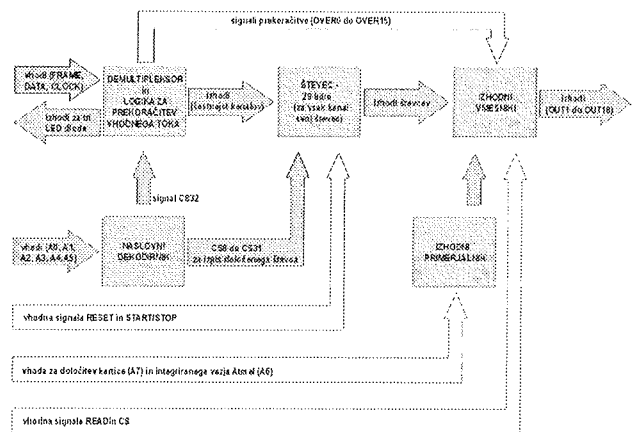 signali prekoračitve (OVER0 do OVER15)
vhodi (FRAME,
DATA, CLOCK)
izhodi za tri
LED diode
DEMULTIPLEKSOR
in
LOGIKA ZA
PREKORAČITEV
VHODNEGA TOKA
izhodi
(šestnajst kanalov)
ŠTEVEC -
29 bitni
(za vsak kanal
svoj števec)
izhodi števcev
IZHODNI
VMESNIKI
izhodi
(OUT1 do OUT16)
signal CS32
vhodi (A0, A1,
A2, A3, A4, A5)
NASLOVNI
DEKODIRNIK
CS0 do CS31
za izpis določenega števca
IZHODNI
PRIMERJALNIK
vhodna signala RESET in START/STOP
vhoda za določitev kartice (A7) in integriranega vezja Atmel (A6)
vhodna signala READ in CS